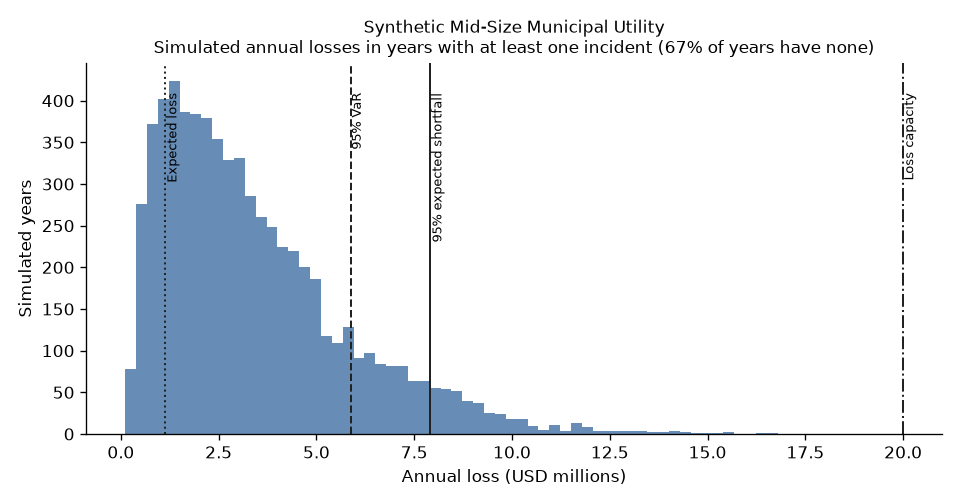 Synthetic Mid-Size Municipal Utility
Simulated annual losses in years with at least one incident (67% of years have none)
Simulated years
400
350
300
250
200
150
100
50
0
Expected loss
95% VaR
95% expected shortfall
Loss capacity
0.0 2.5 5.0 7.5 10.0 12.5 15.0 17.5 20.0
Annual loss (USD millions)